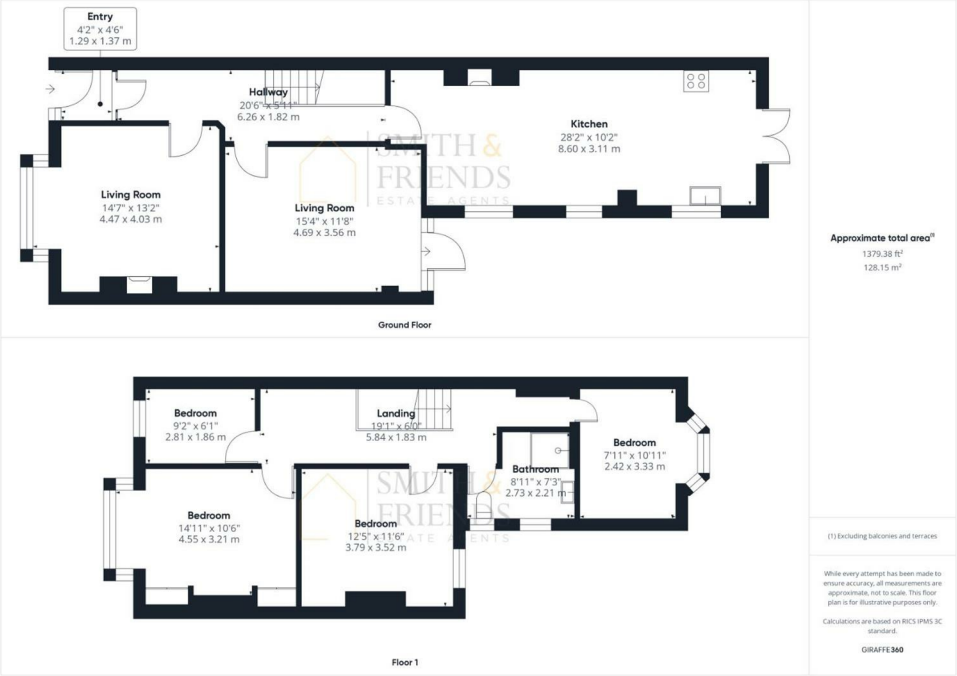 Entry
4'2" x 4'6"
1.29 x 1.37 m
Hallway
20'6" x 5'11"
6.26 x 1.82 m
Kitchen
28'2" x 10'2"
8.60 x 3.11 m
SMITH &
FRIENDS
ESTATE AGENTS
Living Room
14'7" x 13'2"
4.47 x 4.03 m
Living Room
15'4" x 11'8"
4.69 x 3.56 m
Ground Floor
Approximate total area(1)
1379.38 ft²
128.15 m²
Bedroom
9'2" x 6'1"
2.81 x 1.86 m
Landing
19'1" x 6'0"
5.84 x 1.83 m
Bedroom
7'11" x 10'11"
2.42 x 3.33 m
Bathroom
8'11" x 7'3"
2.73 x 2.21 m
SMITH &
FRIENDS
ESTATE AGENTS
Bedroom
14'11" x 10'6"
4.55 x 3.21 m
Bedroom
12'5" x 11'6"
3.79 x 3.52 m
Floor 1
(1) Excluding balconies and terraces
While every attempt has been made to
ensure accuracy, all measurements are
approximate, not to scale. This floor
plan is for illustrative purposes only.
Calculations are based on RICS IPMS 3C
standard.
GIRAFFE360